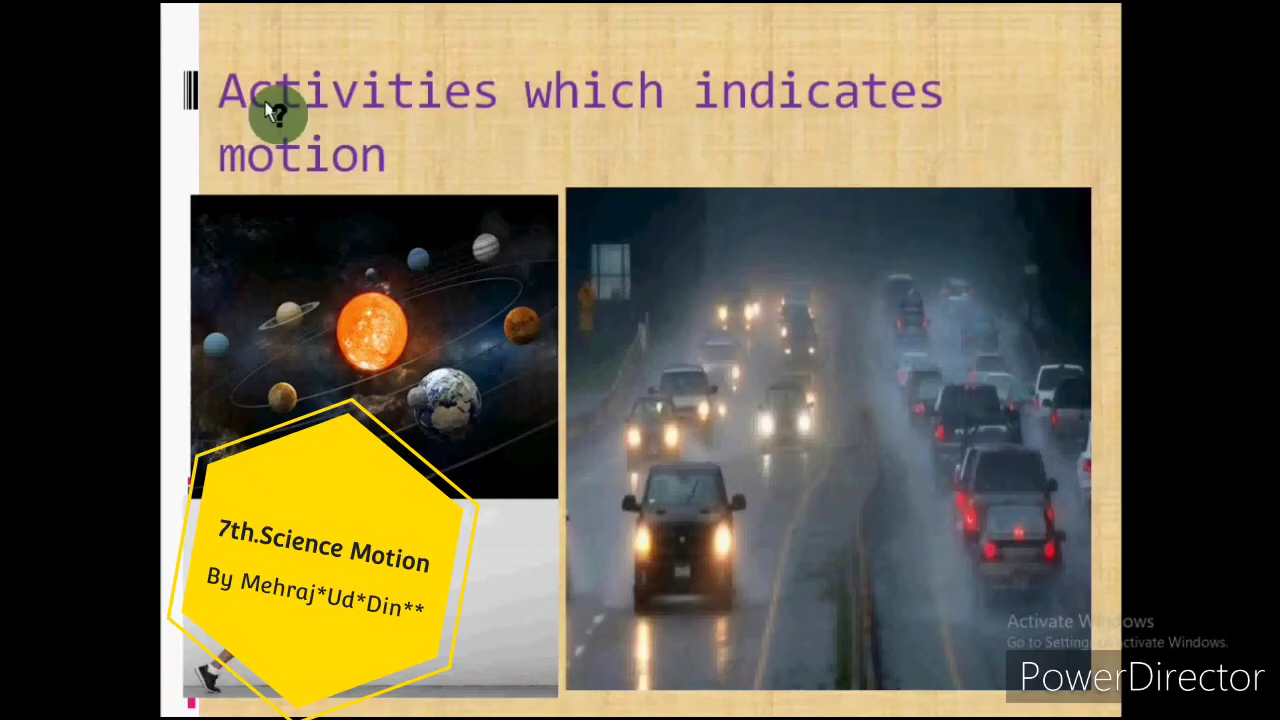 Activities which indicates
motion
?
7th.Science Motion
By Mehraj*Ud*Din**
Activate Windows
Go to Settings to activate Windows.
PowerDirector